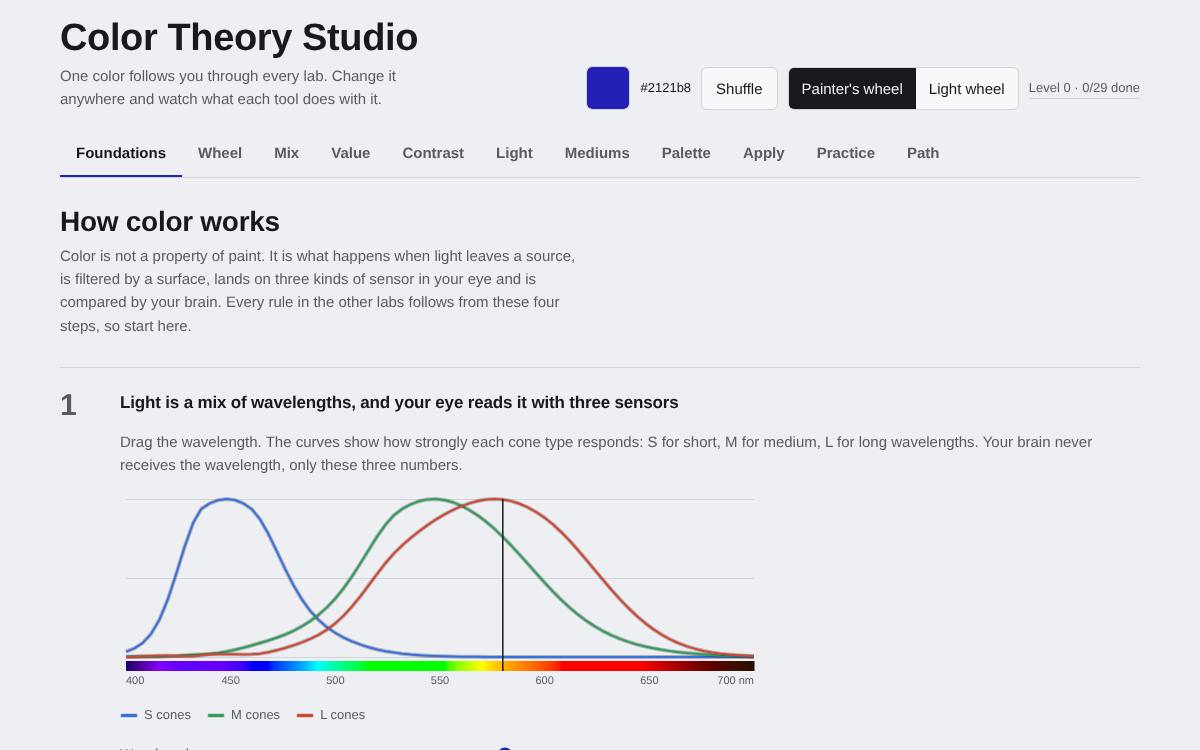 Color Theory Studio
One color follows you through every lab. Change it
anywhere and watch what each tool does with it.
#2121b8
Shuffle
Painter's wheel
Light wheel
Level 0 · 0/29 done
Foundations
Wheel
Mix
Value
Contrast
Light
Mediums
Palette
Apply
Practice
Path
How color works
Color is not a property of paint. It is what happens when light leaves a source,
is filtered by a surface, lands on three kinds of sensor in your eye and is
compared by your brain. Every rule in the other labs follows from these four
steps, so start here.
1
Light is a mix of wavelengths, and your eye reads it with three sensors
Drag the wavelength. The curves show how strongly each cone type responds: S for short, M for medium, L for long wavelengths. Your brain never
receives the wavelength, only these three numbers.
400
450
500
550
600
650
700 nm
S cones
M cones
L cones